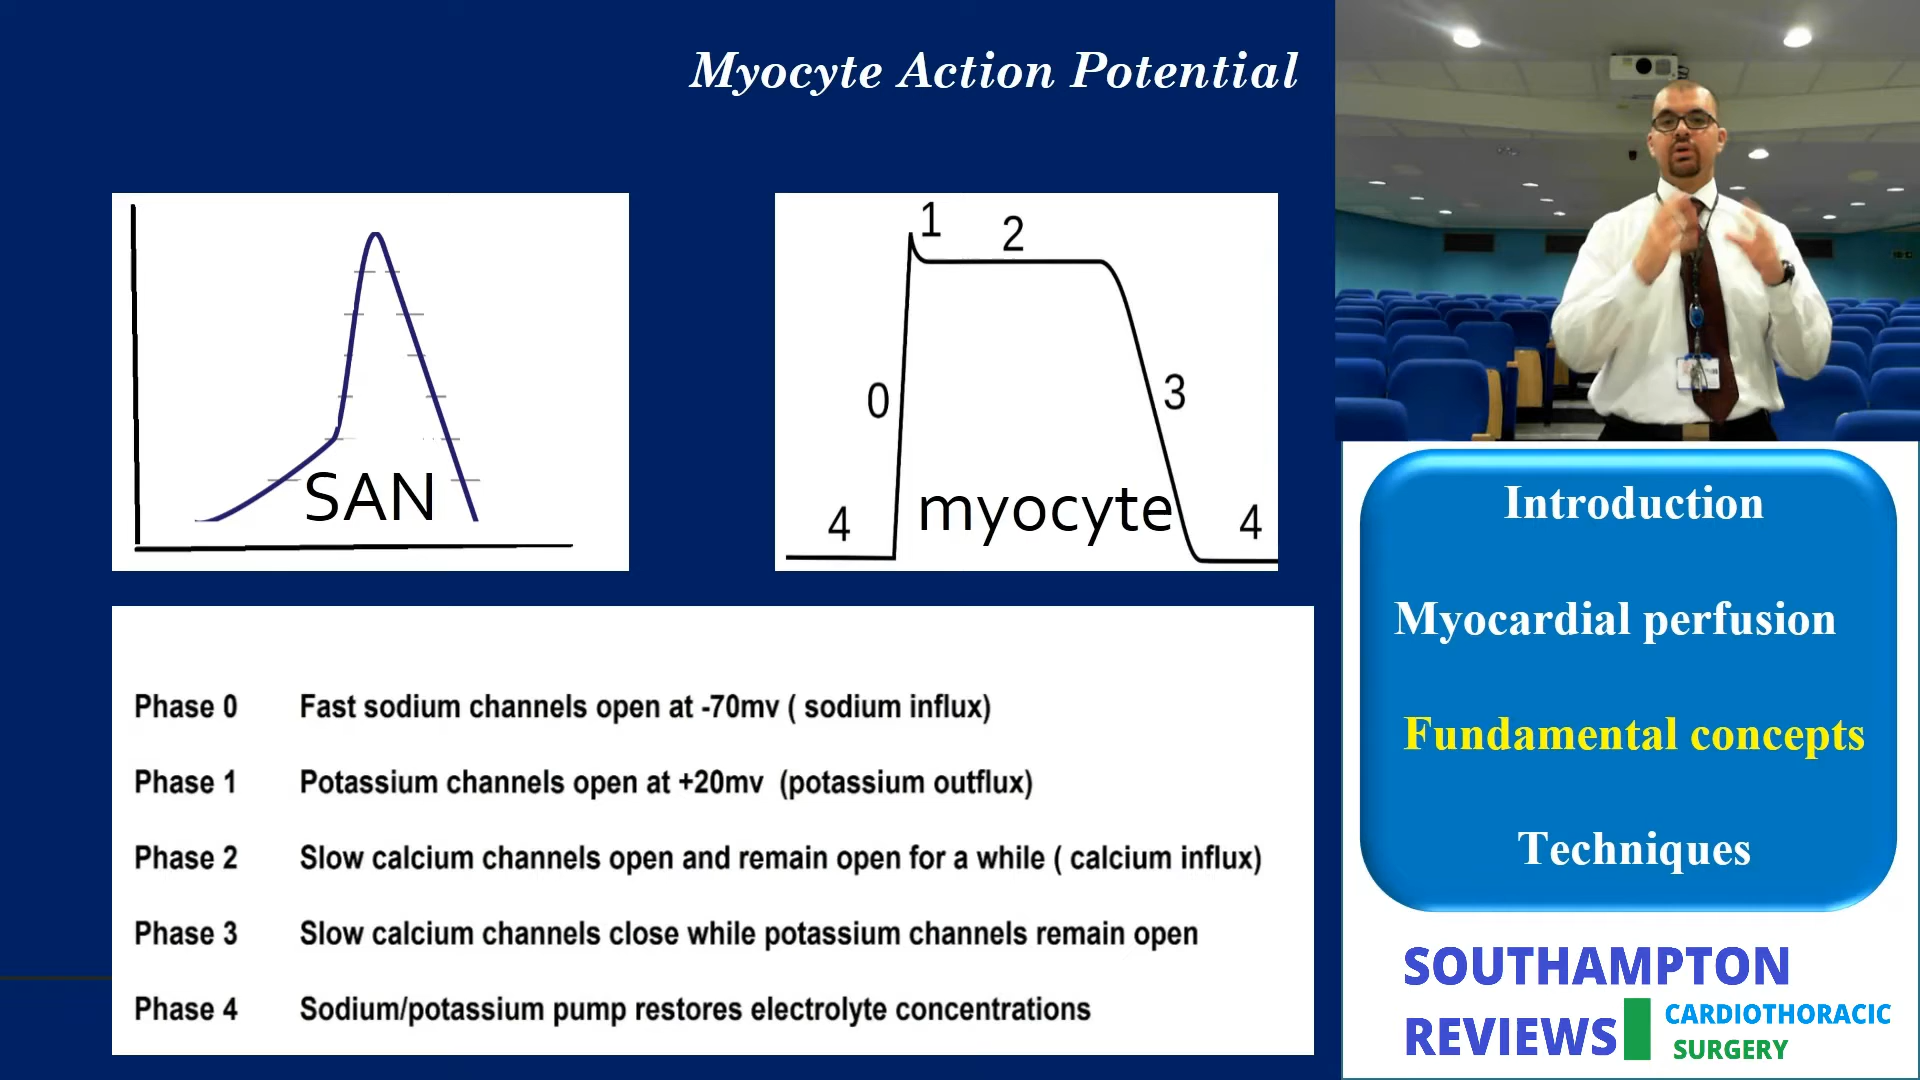 Myocyte Action Potential
SAN
1
2
0
3
4
myocyte
4
Phase 0 Fast sodium channels open at -70mv ( sodium influx)
Phase 1 Potassium channels open at +20mv (potassium outflux)
Phase 2 Slow calcium channels open and remain open for a while ( calcium influx)
Phase 3 Slow calcium channels close while potassium channels remain open
Phase 4 Sodium/potassium pump restores electrolyte concentrations
Introduction
Myocardial perfusion
Fundamental concepts
Techniques
SOUTHAMPTON
REVIEWS CARDIOTHORACIC
SURGERY